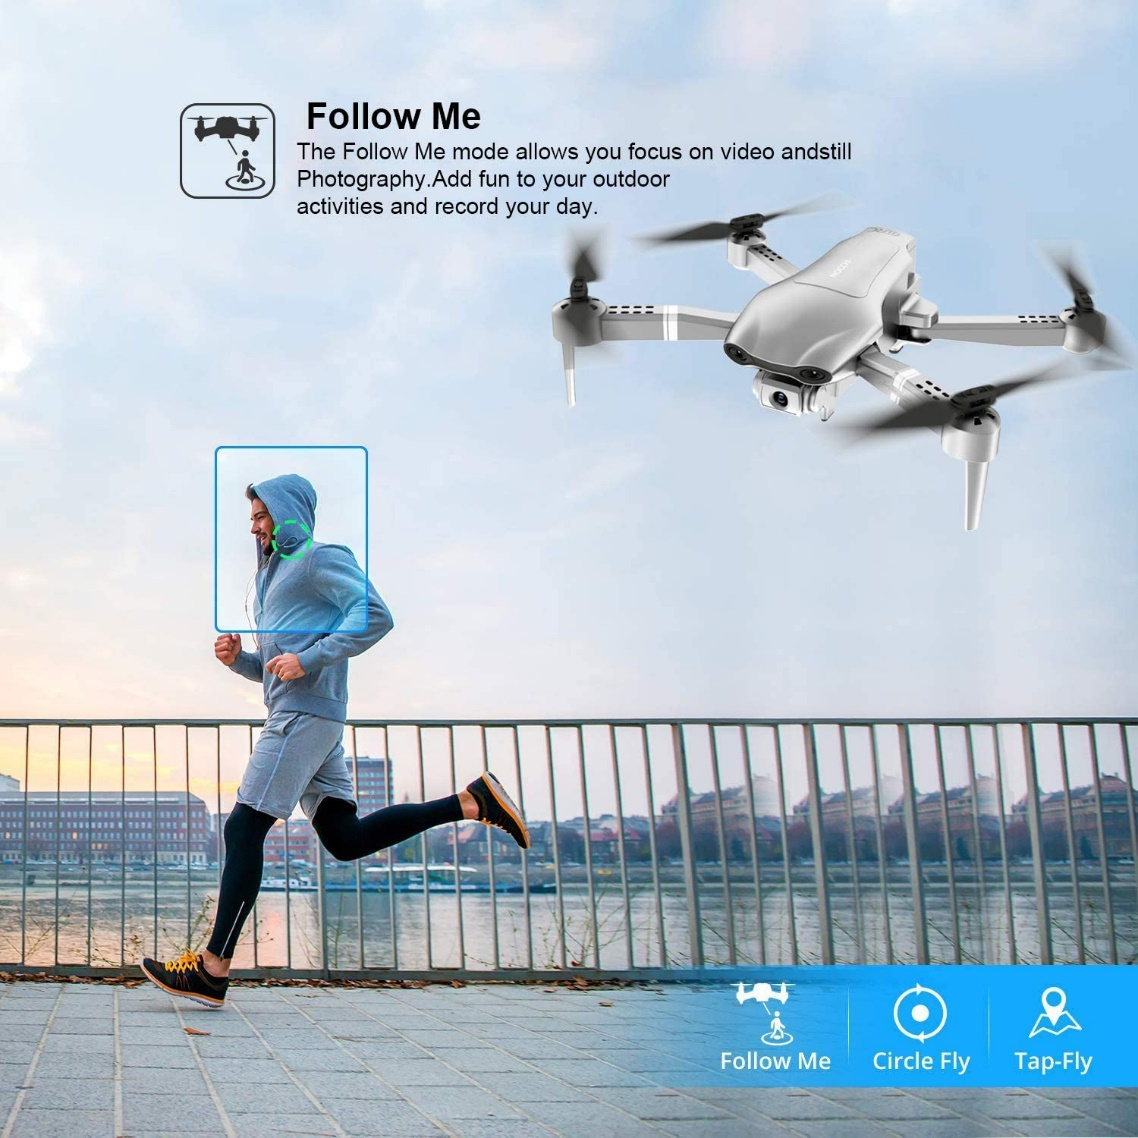 Follow Me
The Follow Me mode allows you focus on video andstill
Photography.Add fun to your outdoor
activities and record your day.
Follow Me
Circle Fly
Tap-Fly